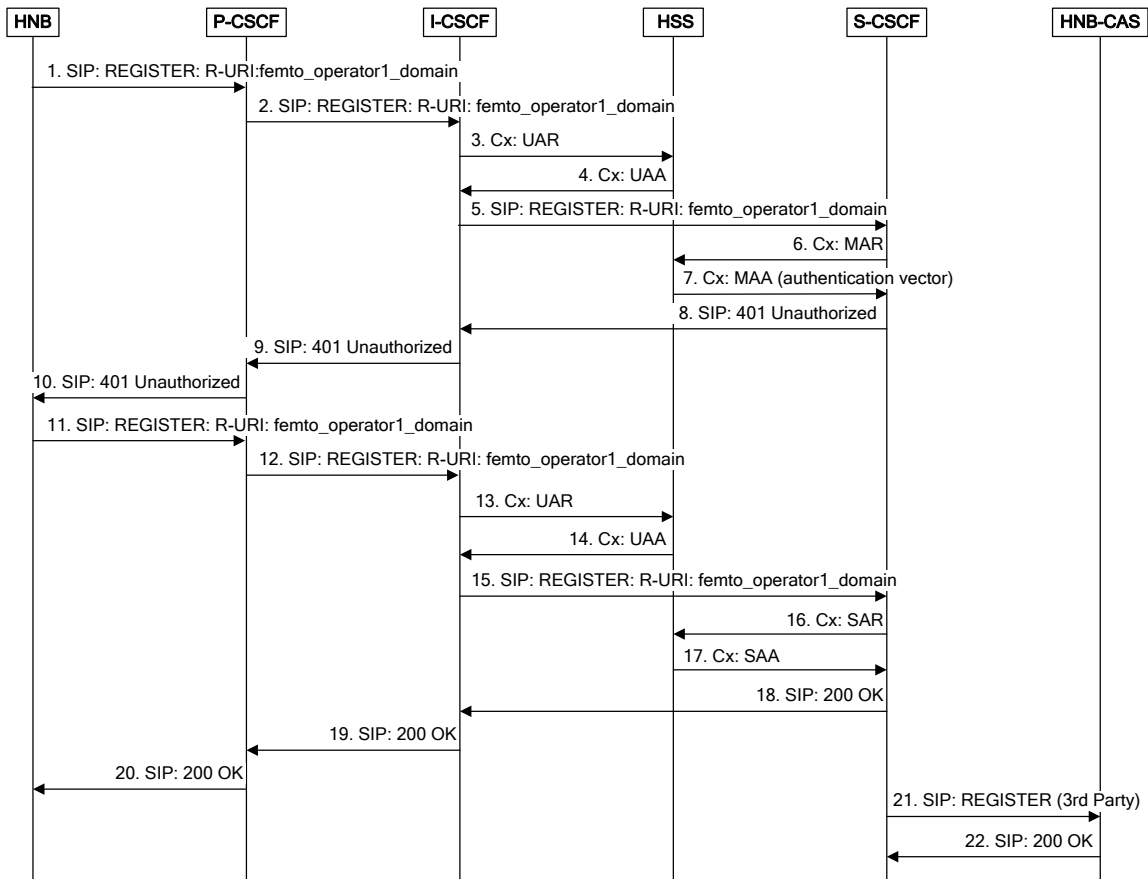 HNB
P-CSCF
I-CSCF
HSS
S-CSCF
HNB-CAS
1. SIP: REGISTER: R-URI:femto_operator1_domain
2. SIP: REGISTER: R-URI: femto_operator1_domain
3. Cx: UAR
4. Cx: UAA
5. SIP: REGISTER: R-URI: femto_operator1_domain
6. Cx: MAR
7. Cx: MAA (authentication vector)
8. SIP: 401 Unauthorized
9. SIP: 401 Unauthorized
10. SIP: 401 Unauthorized
11. SIP: REGISTER: R-URI: femto_operator1_domain
12. SIP: REGISTER: R-URI: femto_operator1_domain
13. Cx: UAR
14. Cx: UAA
15. SIP: REGISTER: R-URI: femto_operator1_domain
16. Cx: SAR
17. Cx: SAA
18. SIP: 200 OK
19. SIP: 200 OK
20. SIP: 200 OK
21. SIP: REGISTER (3rd Party)
22. SIP: 200 OK